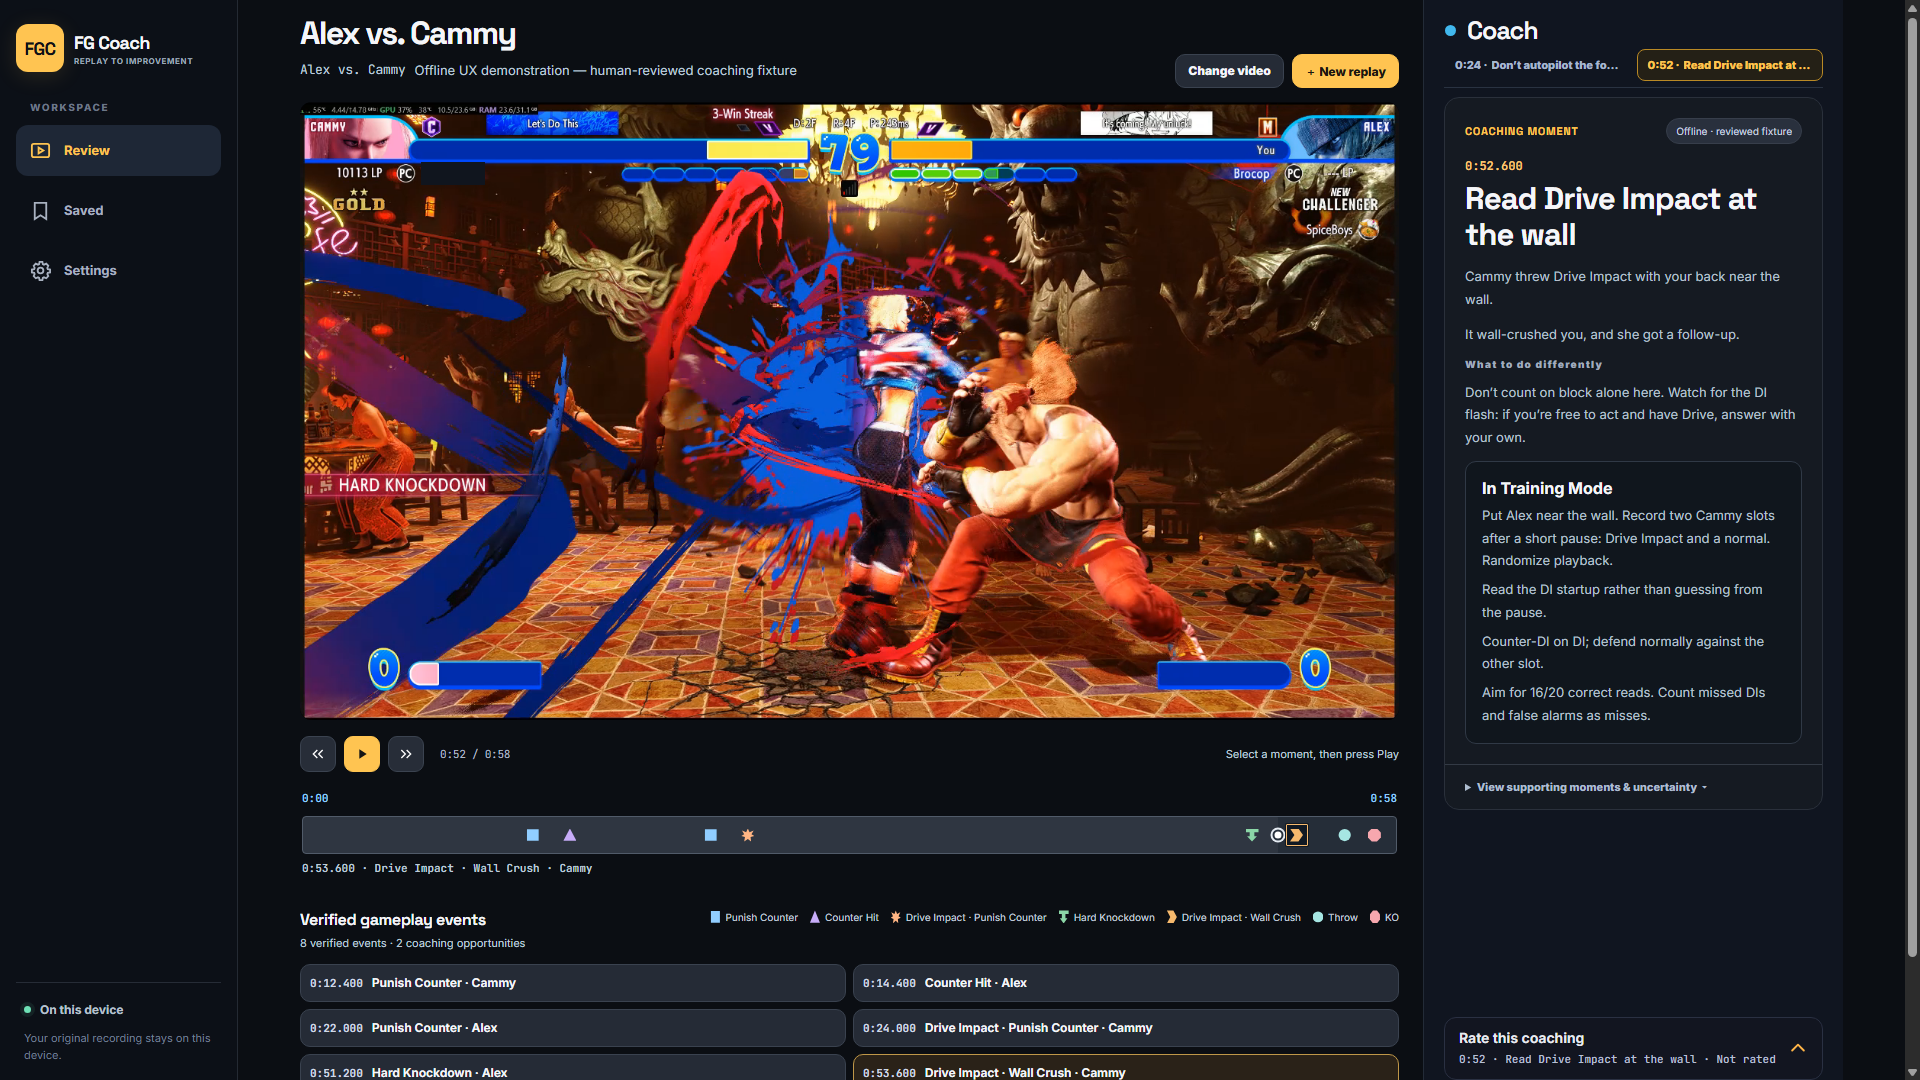 FGC
FG Coach
REPLAY TO IMPROVEMENT
WORKSPACE
Review
Saved
Settings
On this device
Your original recording stays on this
device.
Alex vs. Cammy
Alex vs. Cammy Offline UX demonstration — human-reviewed coaching fixture
Change video
+ New replay
GPU 37%
RAM 23.6/31.1
CAMMY
C
Let's Do This
3-Win Streak
79
M
ALEX
You
10113 LP
PC
GOLD
Brocop
PC
NEW
CHALLENGER
SpiceBoys
HARD KNOCKDOWN
0
0
0:52 / 0:58
Select a moment, then press Play
0:00
0:58
0:53.600 · Drive Impact · Wall Crush · Cammy
Verified gameplay events
8 verified events · 2 coaching opportunities
Punish Counter
Counter Hit
Drive Impact · Punish Counter
Hard Knockdown
Drive Impact · Wall Crush
Throw
KO
0:12.400 Punish Counter · Cammy
0:14.400 Counter Hit · Alex
0:22.000 Punish Counter · Alex
0:24.000 Drive Impact · Punish Counter · Cammy
0:51.200 Hard Knockdown · Alex
0:53.600 Drive Impact · Wall Crush · Cammy
Coach
0:24 · Don't autopilot the fo...
0:52 · Read Drive Impact at ...
COACHING MOMENT
Offline · reviewed fixture
0:52.600
Read Drive Impact at
the wall
Cammy threw Drive Impact with your back near the
wall.
It wall-crushed you, and she got a follow-up.
What to do differently
Don't count on block alone here. Watch for the DI
flash: if you're free to act and have Drive, answer with
your own.
In Training Mode
Put Alex near the wall. Record two Cammy slots
after a short pause: Drive Impact and a normal.
Randomize playback.
Read the DI startup rather than guessing from
the pause.
Counter-DI on DI; defend normally against the
other slot.
Aim for 16/20 correct reads. Count missed DIs
and false alarms as misses.
View supporting moments & uncertainty
Rate this coaching
0:52 · Read Drive Impact at the wall · Not rated